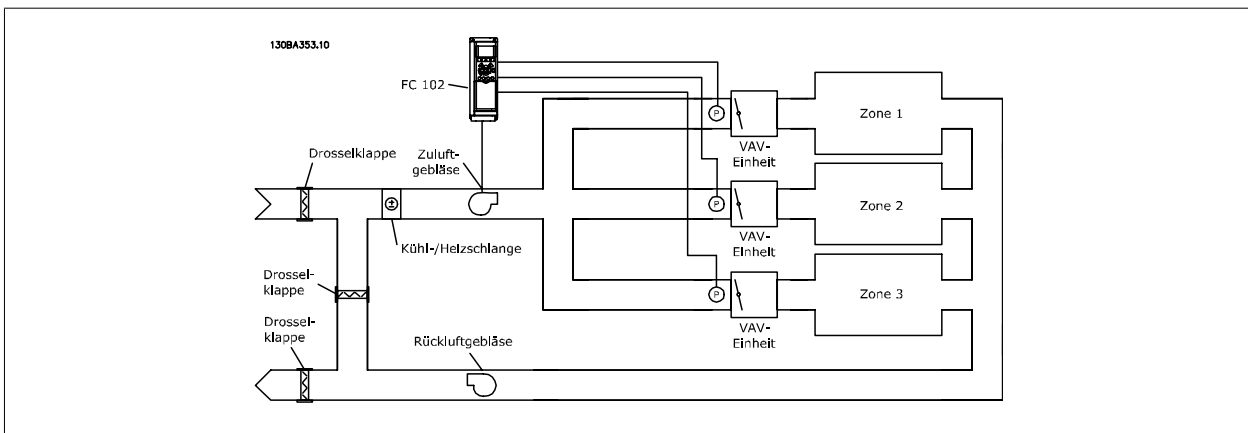 130BA353.10
FC 102
Drosselklappe
Zuluft-
gebläse
Kühl-/Heizschlange
Drossel-
klappe
Drossel-
klappe
Rückluftgebläse
P
VAV-
Einheit
Zone 1
P
VAV-
Einheit
Zone 2
P
VAV-
Einheit
Zone 3